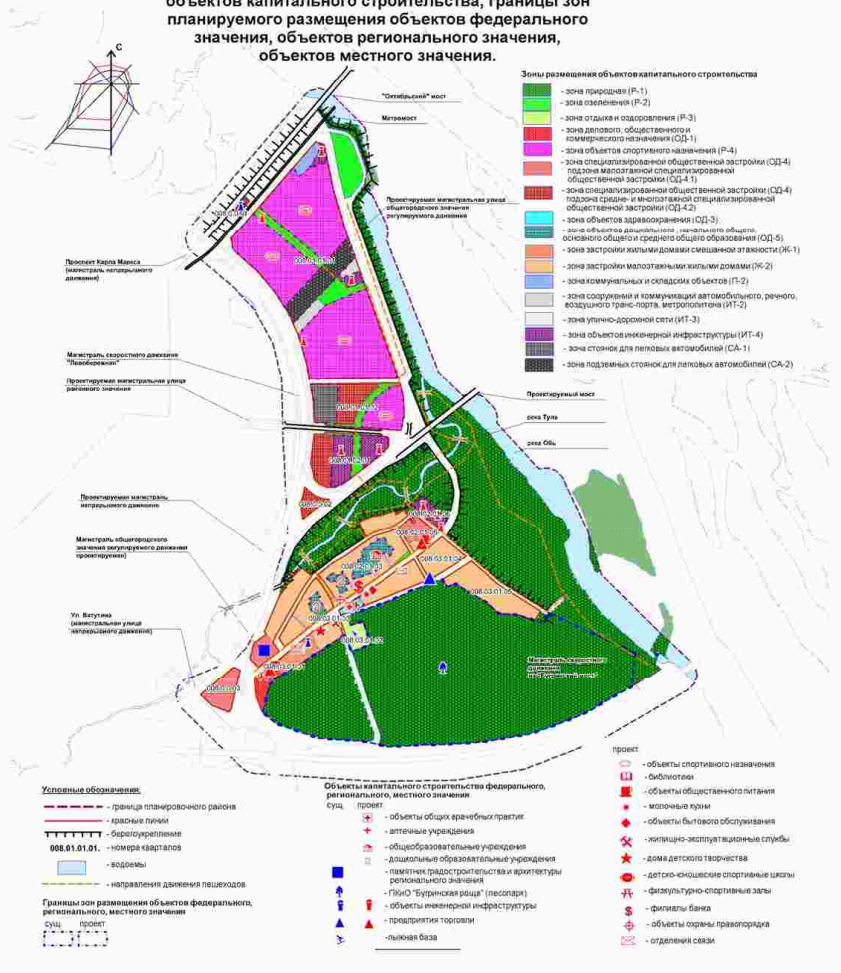 объектов капитального строительства, границы зон
планируемого размещения объектов федерального
значения, объектов регионального значения,
объектов местного значения.
С
"Октябрьский" мост
Метромост
Проектируемая магистральная улица
общегородского значения
регулируемого движения
Проспект Карла Маркса
(магистраль непрерывного
движения)
Магистраль скоростного движения
"Левобережная"
Проектируемая магистральная улица
районного значения
Проектируемый мост
река Тула
река Обь
Проектируемая магистраль
непрерывного движения
Магистраль общегородского
значения регулируемого движения
проектируемая)
Ул. Ватутина
(магистральная улица
непрерывного движения)
Магистраль скоростного
движения
Зоны размещения объектов капитального строительства
- зона природная (Р-1)
- зона озеленения (Р-2)
- зона отдыха и оздоровления (Р-3)
- зона делового, общественного и
коммерческого назначения (ОД-1)
- зона объектов спортивного назначения (Р-4)
- зона специализированной общественной застройки (ОД-4)
подзона малоэтажной специализированной
общественной застройки (ОД-4.1)
- зона специализированной общественной застройки (ОД-4)
подзона средне- и многоэтажной специализированной
общественной застройки (ОД-4.2)
- зона объектов здравоохранения (ОД-3)
- зона объектов дошкольного , начального общего,
основного общего и среднего общего образования (ОД-5)
- зона застройки жилыми домами смешанной этажности (Ж-1)
- зона застройки малоэтажными жилыми домами (Ж-2)
- зона коммунальных и складских объектов (П-2)
- зона сооружений и коммуникаций автомобильного, речного,
воздушного транс-порта, метрополитена (ИТ-2)
- зона улично-дорожной сети (ИТ-3)
- зона объектов инженерной инфраструктуры (ИТ-4)
- зона стоянок для легковых автомобилей (СА-1)
- зона подземных стоянок для легковых автомобилей (СА-2)
Условные обозначения:
- граница планировочного района
- красные линии
- берегоукрепление
008.01.01.01. - номера кварталов
- водоемы
- направления движения пешеходов
Границы зон размещения объектов федерального,
регионального, местного значения
сущ. проект
Объекты капитального строительства федерального,
регионального, местного значения
сущ. проект
- объекты общих врачебных практик
- аптечные учреждения
- общеобразовательные учреждения
- дошкольные образовательные учреждения
- памятник градостроительства и архитектуры
регионального значения
- ПКиО "Бугринская роща" (лесопарк)
- объекты инженерной инфраструктуры
- предприятия торговли
-лыжная база
проект
- объекты спортивного назначения
- библиотеки
- объекты общественного питания
- молочные кухни
- объекты бытового обслуживания
-жилищно-эксплуатационные службы
- дома детского творчества
-детско-юношеские спортивные школы
- физкультурно-спортивные залы
- филиалы банка
- объекты охраны правопорядка
- отделения связи